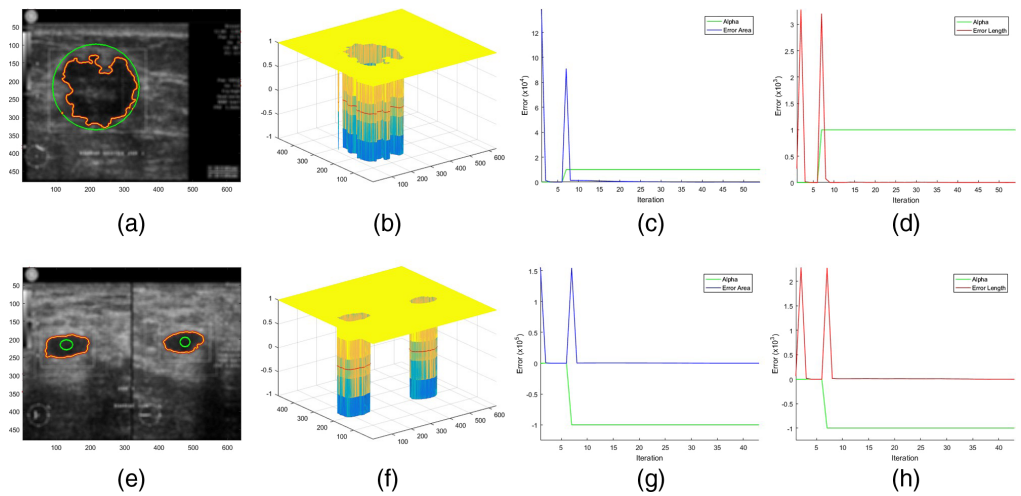 50
100
150
200
250
300
350
400
450
100 200 300 400 500 600
(a)
1
0.5
0
-0.5
-1
400
300
200
100
100
200
300
400
500
600
(b)
Error (x10⁴)
12
10
8
6
4
2
0
5 10 15 20 25 30 35 40 45 50
Iteration
Alpha
Error Area
(c)
Error (x10³)
3
2.5
2
1.5
1
0.5
0
5 10 15 20 25 30 35 40 45 50
Iteration
Alpha
Error Length
(d)
50
100
150
200
250
300
350
400
450
100 200 300 400 500 600
(e)
1
0.5
0
-0.5
-1
400
300
200
100
100
200
300
400
500
600
(f)
Error (x10⁵)
1.5
1
0.5
0
-0.5
-1
5 10 15 20 25 30 35 40
Iteration
Alpha
Error Area
(g)
Error (x10³)
2
1.5
1
0.5
0
-0.5
-1
5 10 15 20 25 30 35 40
Iteration
Alpha
Error Length
(h)